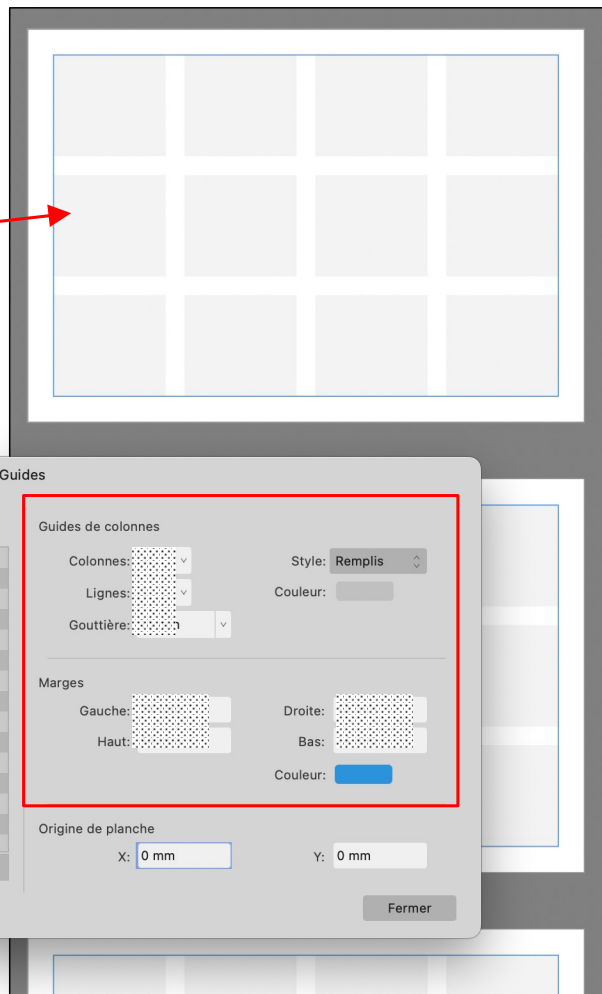 Guides
Guides de colonnes
Colonnes:
Style: Remplis
Lignes:
Couleur:
Gouttière:
Marges
Gauche:
Droite:
Haut:
Bas:
Couleur:
Origine de planche
X: 0 mm
Y: 0 mm
Fermer